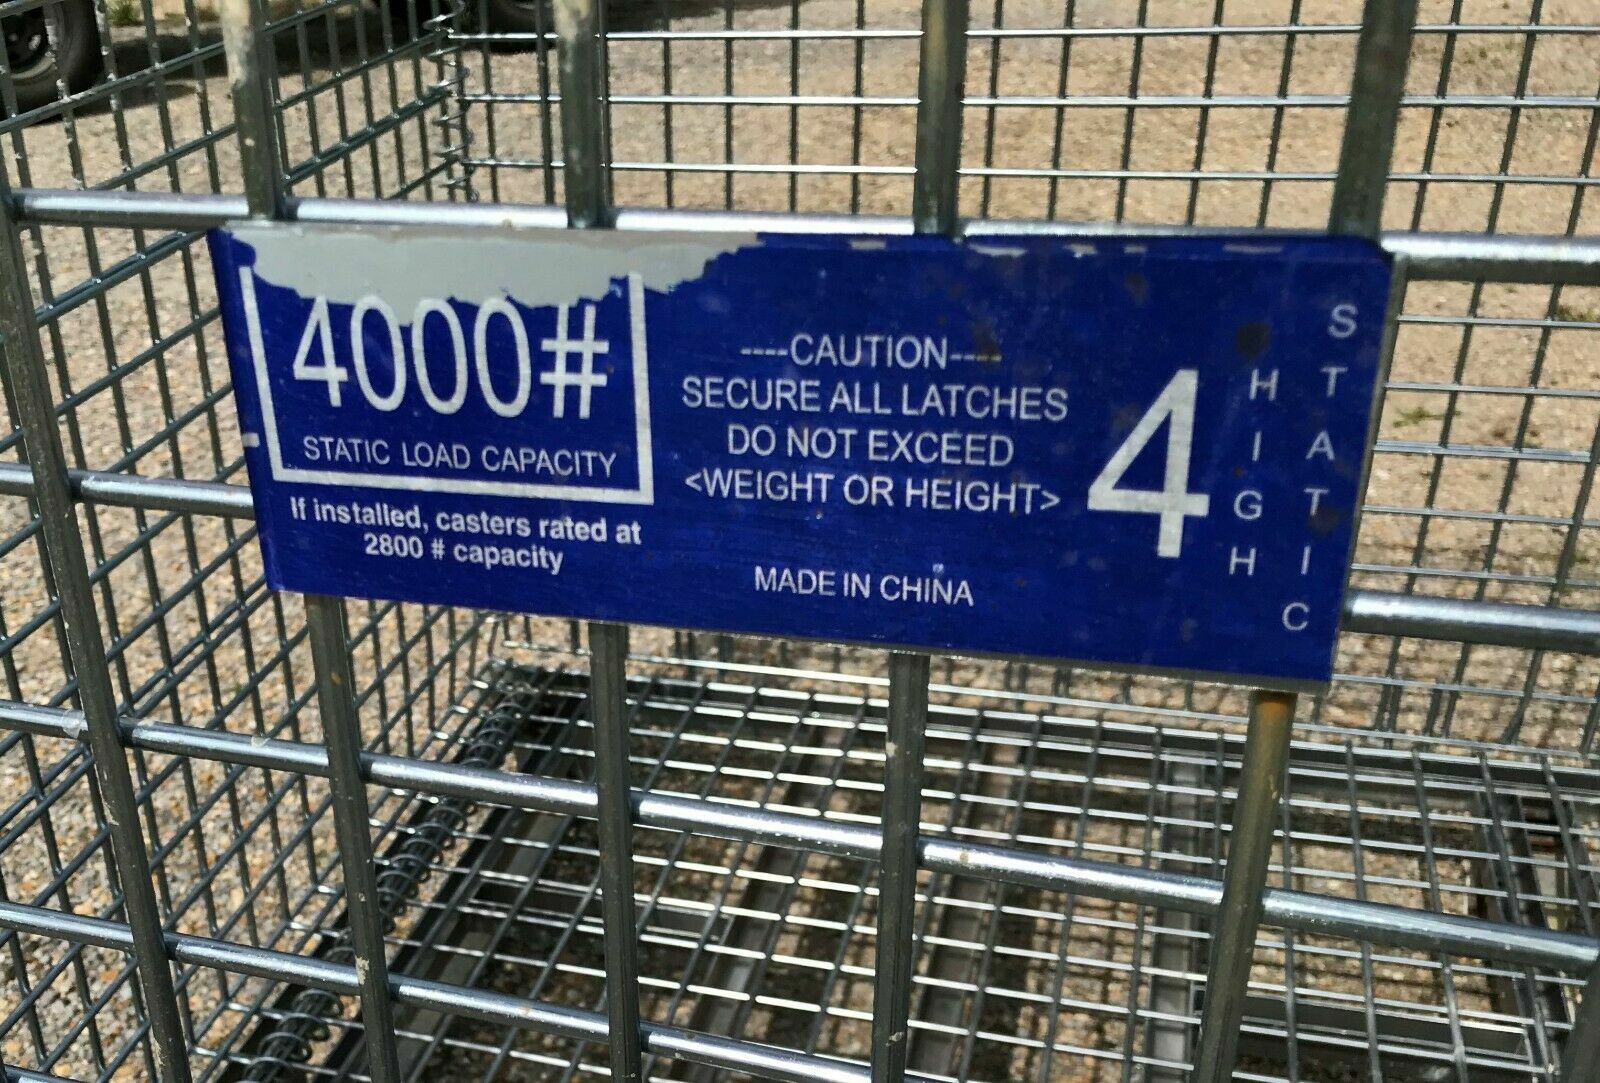 4000#
STATIC LOAD CAPACITY
If installed, casters rated at
2800 # capacity
----CAUTION----
SECURE ALL LATCHES
DO NOT EXCEED
<WEIGHT OR HEIGHT>
MADE IN CHINA
4
HIGH
STATIC